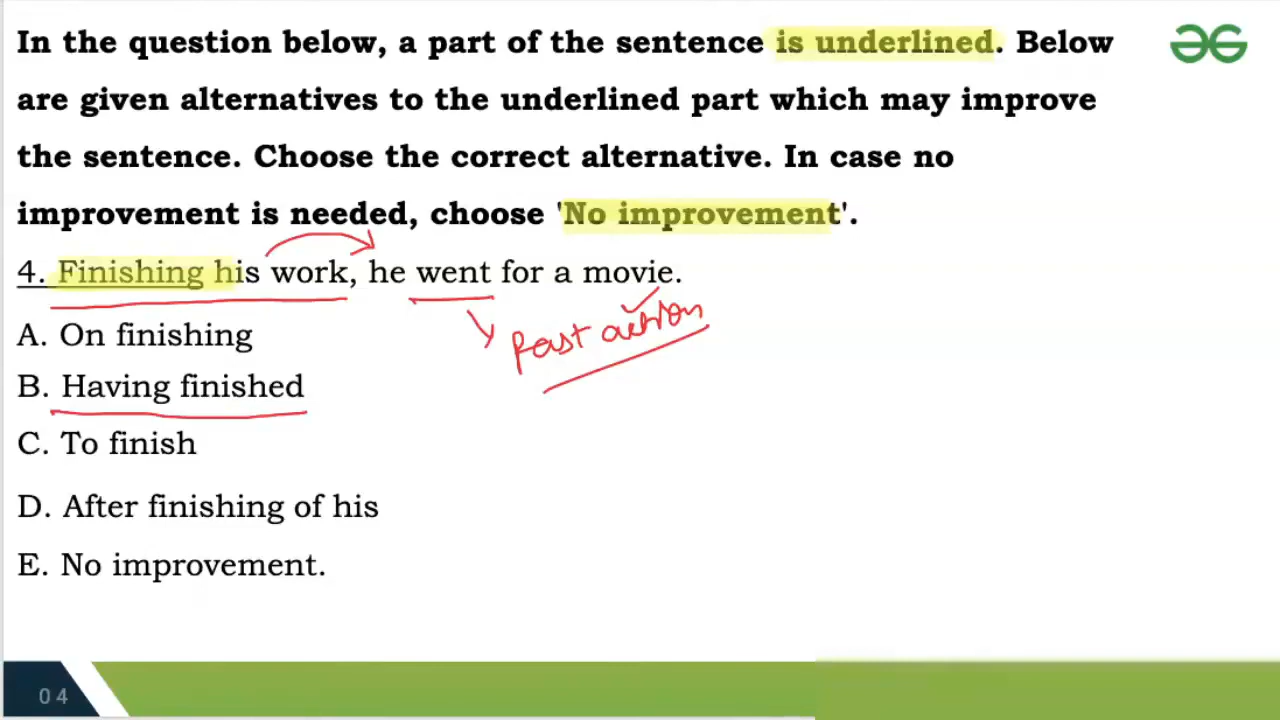 In the question below, a part of the sentence is underlined. Below
are given alternatives to the underlined part which may improve
the sentence. Choose the correct alternative. In case no
improvement is needed, choose 'No improvement'.
4. Finishing his work, he went for a movie.
Past action
A. On finishing
B. Having finished
C. To finish
D. After finishing of his
E. No improvement.
04